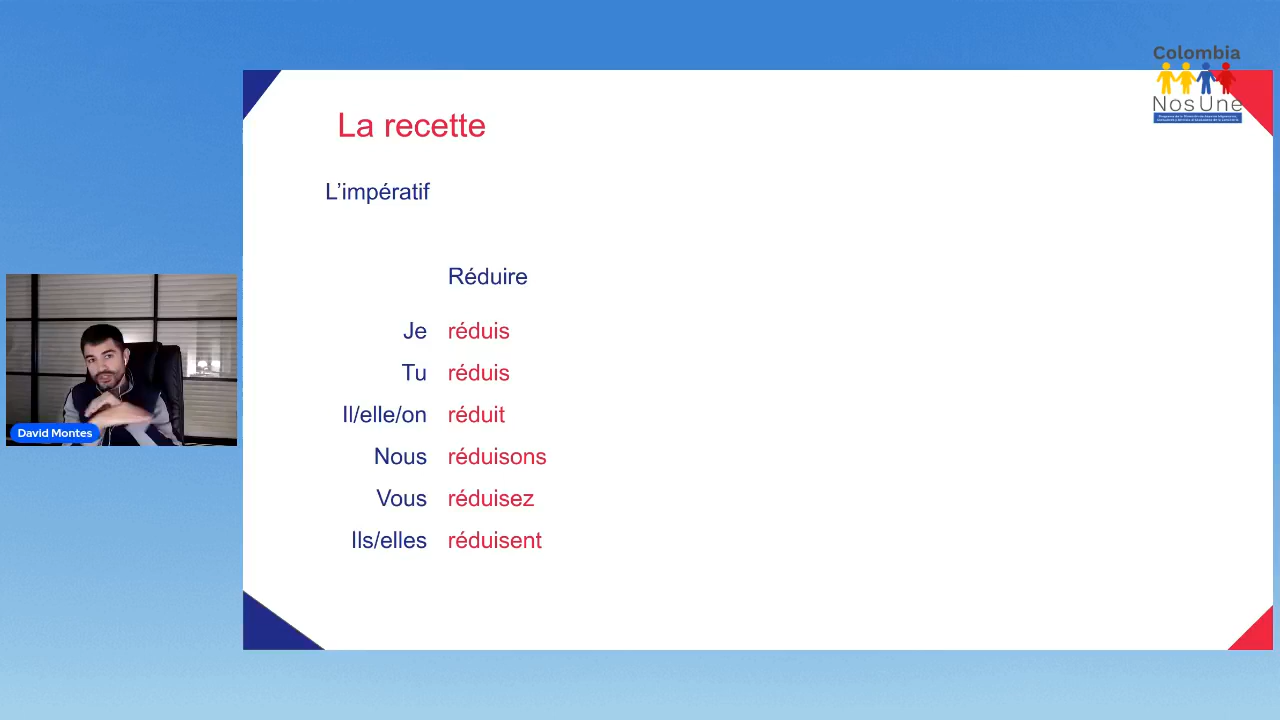 Colombia
NosUne
La recette
L'impératif
Réduire
Je réduis
Tu réduis
Il/elle/on réduit
Nous réduisons
Vous réduisez
Ils/elles réduisent
David Montes